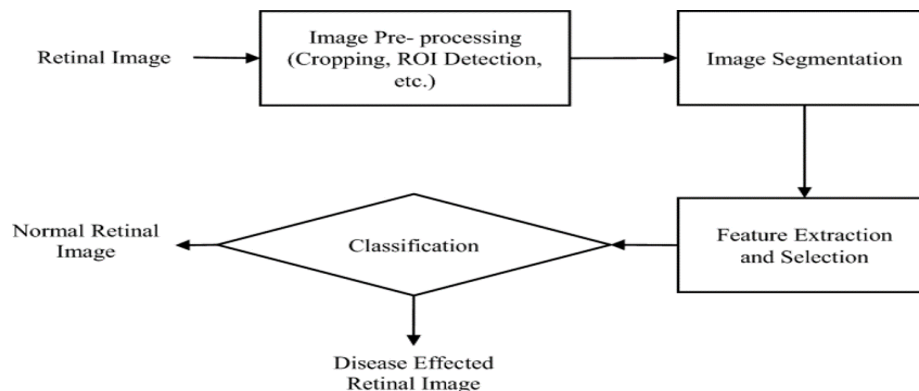 Retinal Image
Image Pre- processing
(Cropping, ROI Detection,
etc.)
Image Segmentation
Feature Extraction
and Selection
Classification
Normal Retinal
Image
Disease Effected
Retinal Image